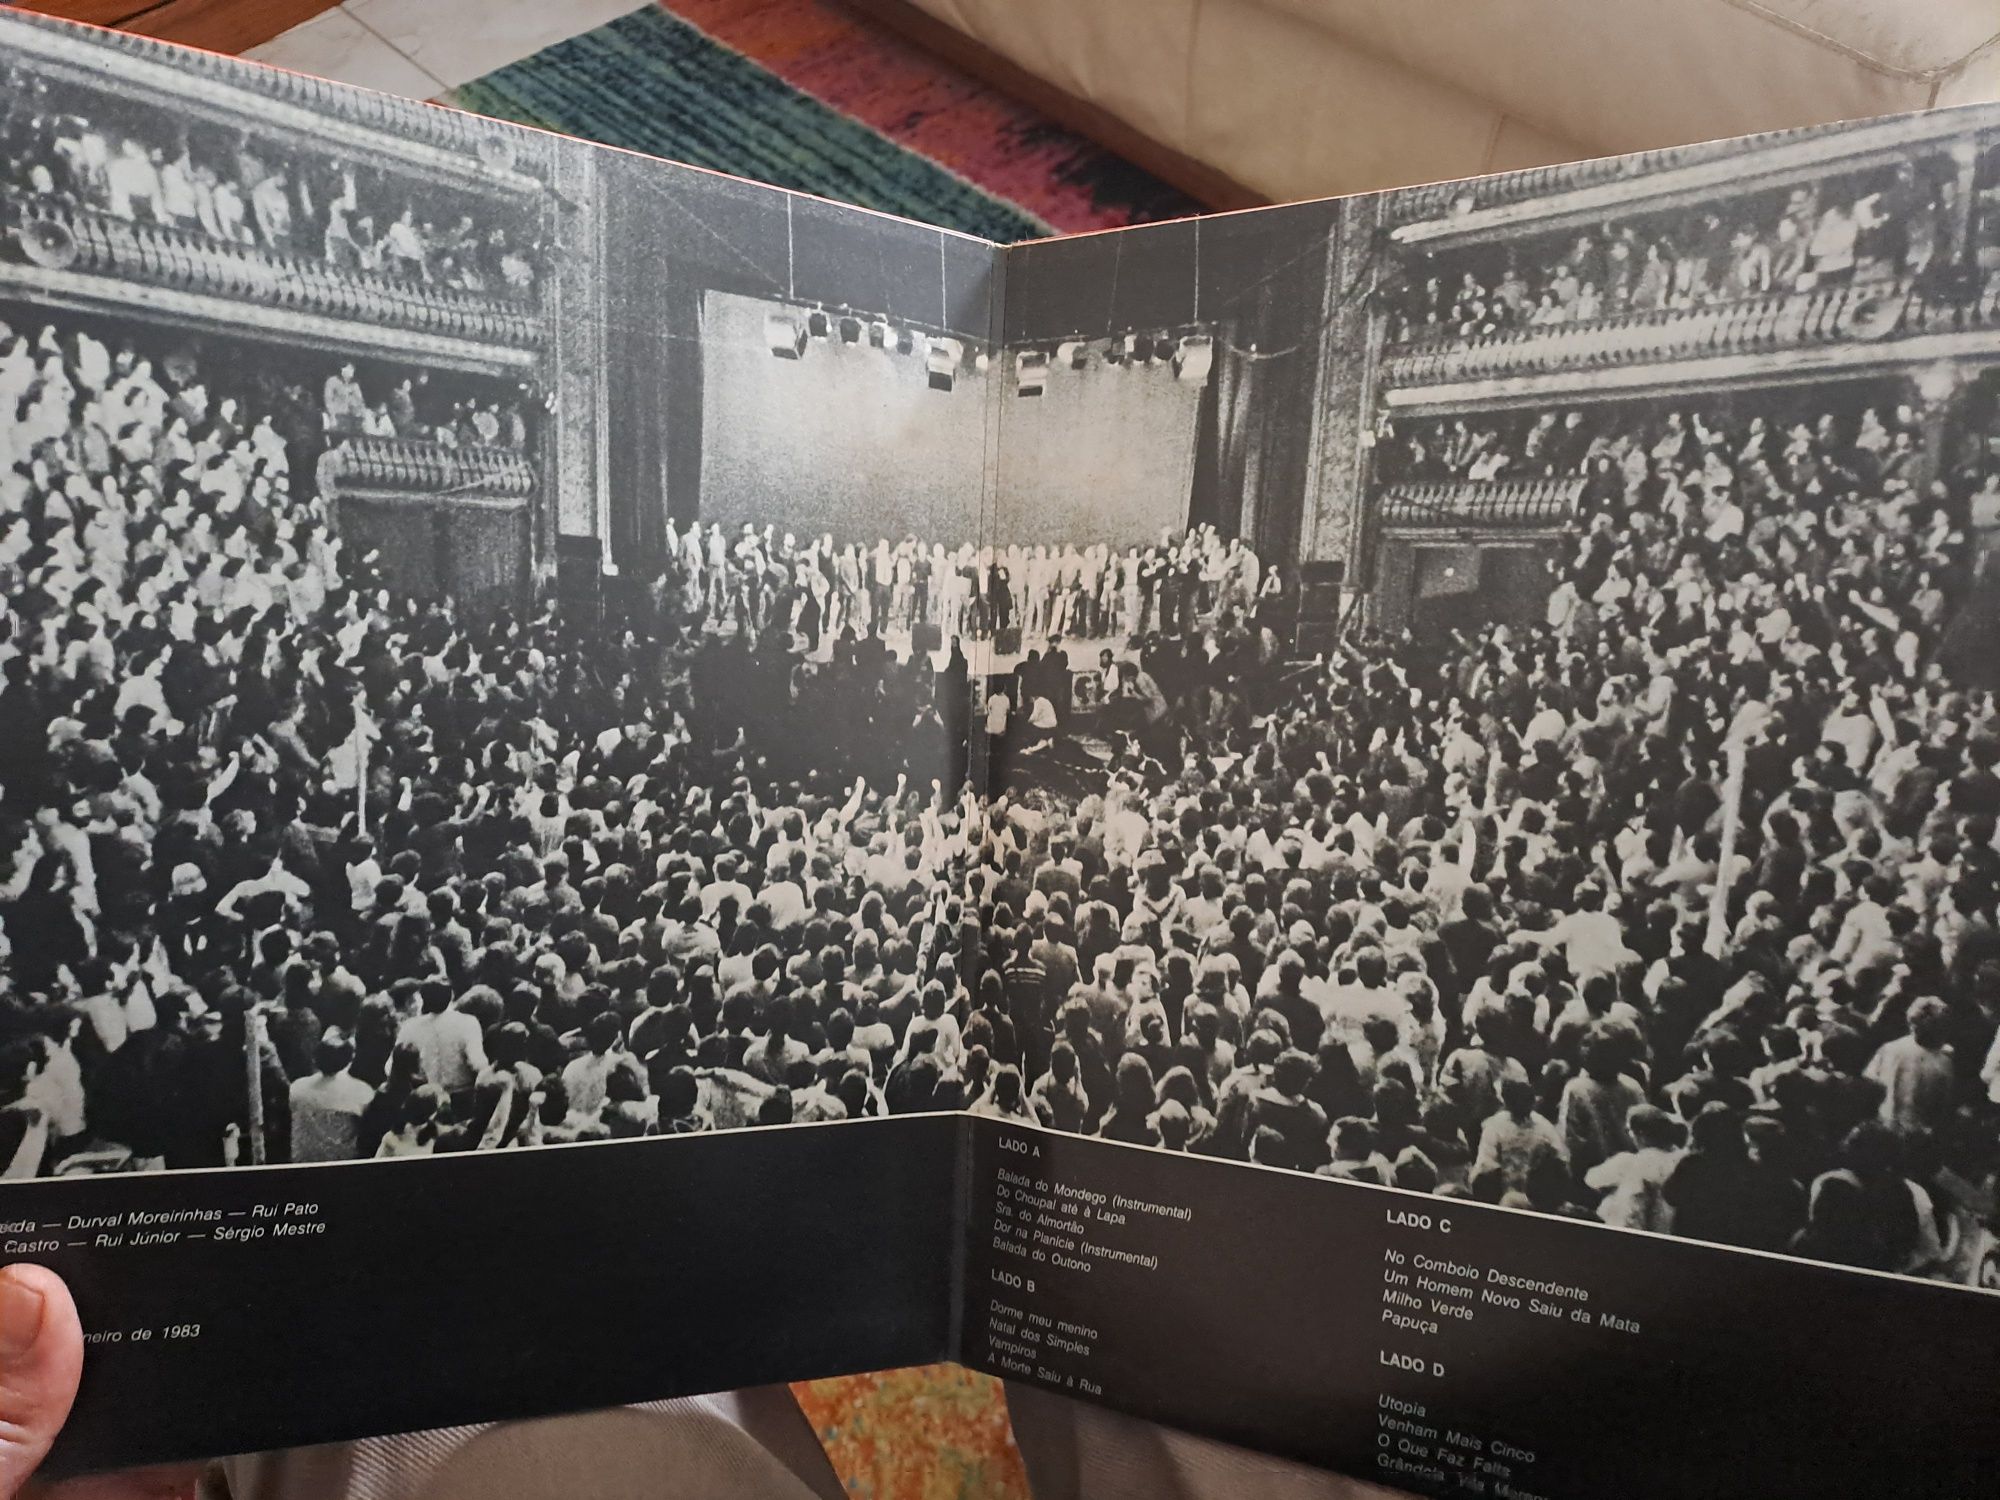 — Durval Moreirinhas — Rui Pato
Castro — Rui Júnior — Sérgio Mestre
neiro de 1983
LADO A
Balada do Mondego (Instrumental)
Do Choupal até à Lapa
Sra. do Almortão
Dor na Planície (Instrumental)
Balada do Outono
LADO B
Dorme meu menino
Natal dos Simples
Vampiros
A Morte Saiu à Rua
LADO C
No Comboio Descendente
Um Homem Novo Saiu da Mata
Milho Verde
Papuça
LADO D
Utopia
Venham Mais Cinco
O Que Faz Falta
Grândola, Vila